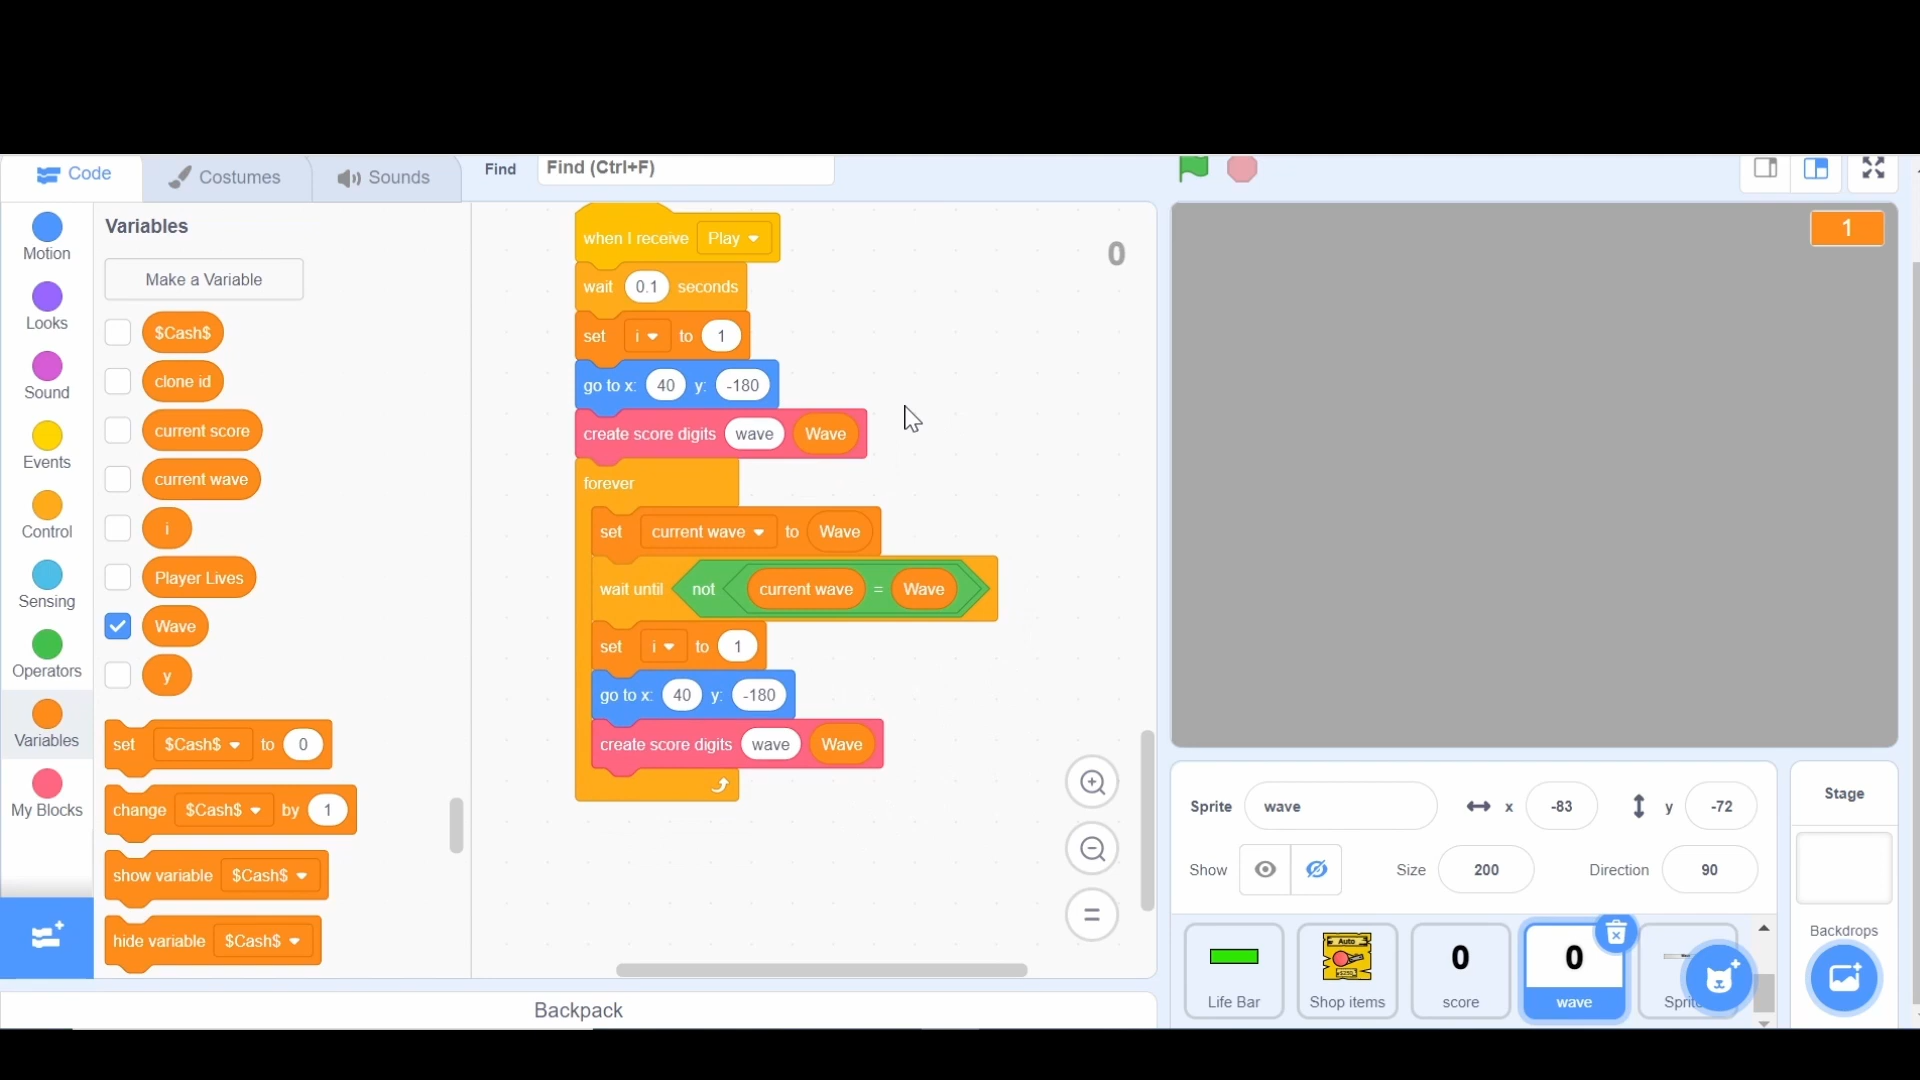 Code
Costumes
Sounds
Find
Find (Ctrl+F)
Motion
Looks
Sound
Events
Control
Sensing
Operators
Variables
My Blocks
Variables
Make a Variable
$Cash$
clone id
current score
current wave
i
Player Lives
Wave
y
set $Cash$ to 0
change $Cash$ by 1
show variable $Cash$
hide variable $Cash$
when I receive Play
wait 0.1 seconds
set i to 1
go to x: 40 y: -180
create score digits wave Wave
forever
set current wave to Wave
wait until not current wave = Wave
set i to 1
go to x: 40 y: -180
create score digits wave Wave
0
Backpack
1
Sprite wave x -83 y -72
Show Size 200 Direction 90
Life Bar
Auto
Shop items
0
score
0
wave
Stage
Backdrops